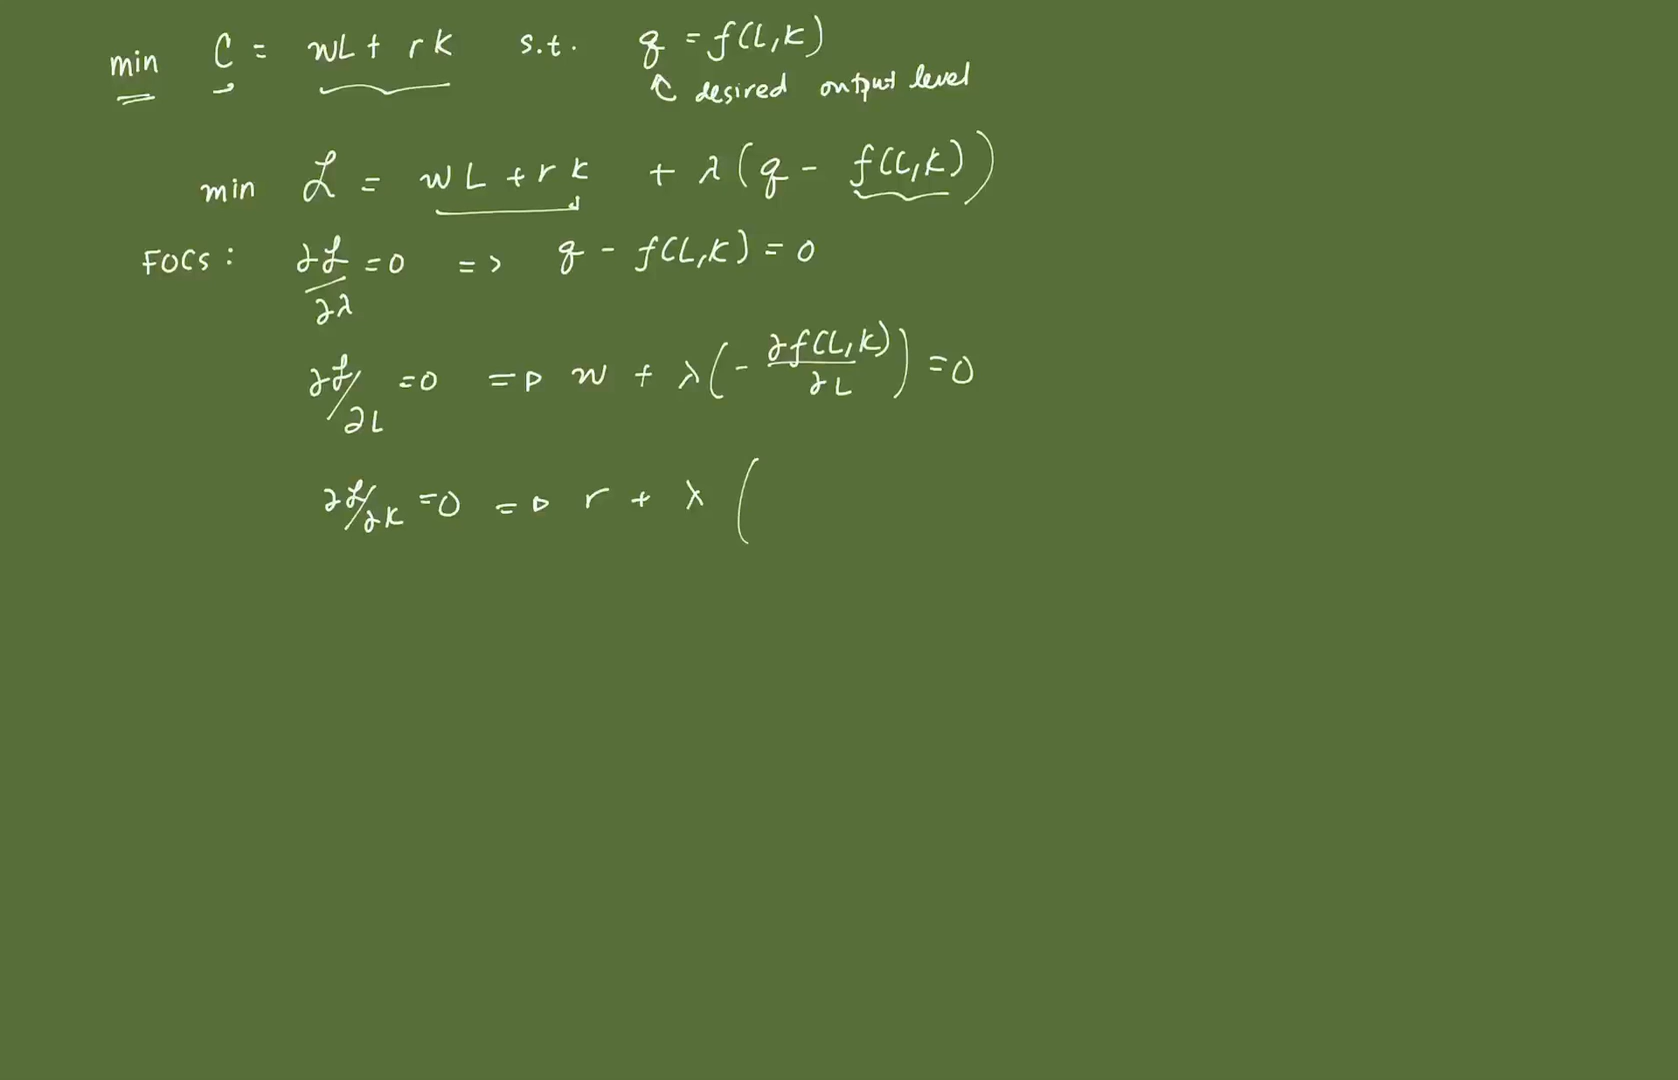 min C = wL + rK s.t. q = f(L,K)
desired output level
min ℒ = wL + rK + λ(q - f(L,K))
FOCs: ∂ℒ/∂λ = 0 => q - f(L,K) = 0
∂ℒ/∂L = 0 => w + λ(- ∂f(L,K)/∂L) = 0
∂ℒ/∂K = 0 => r + λ (